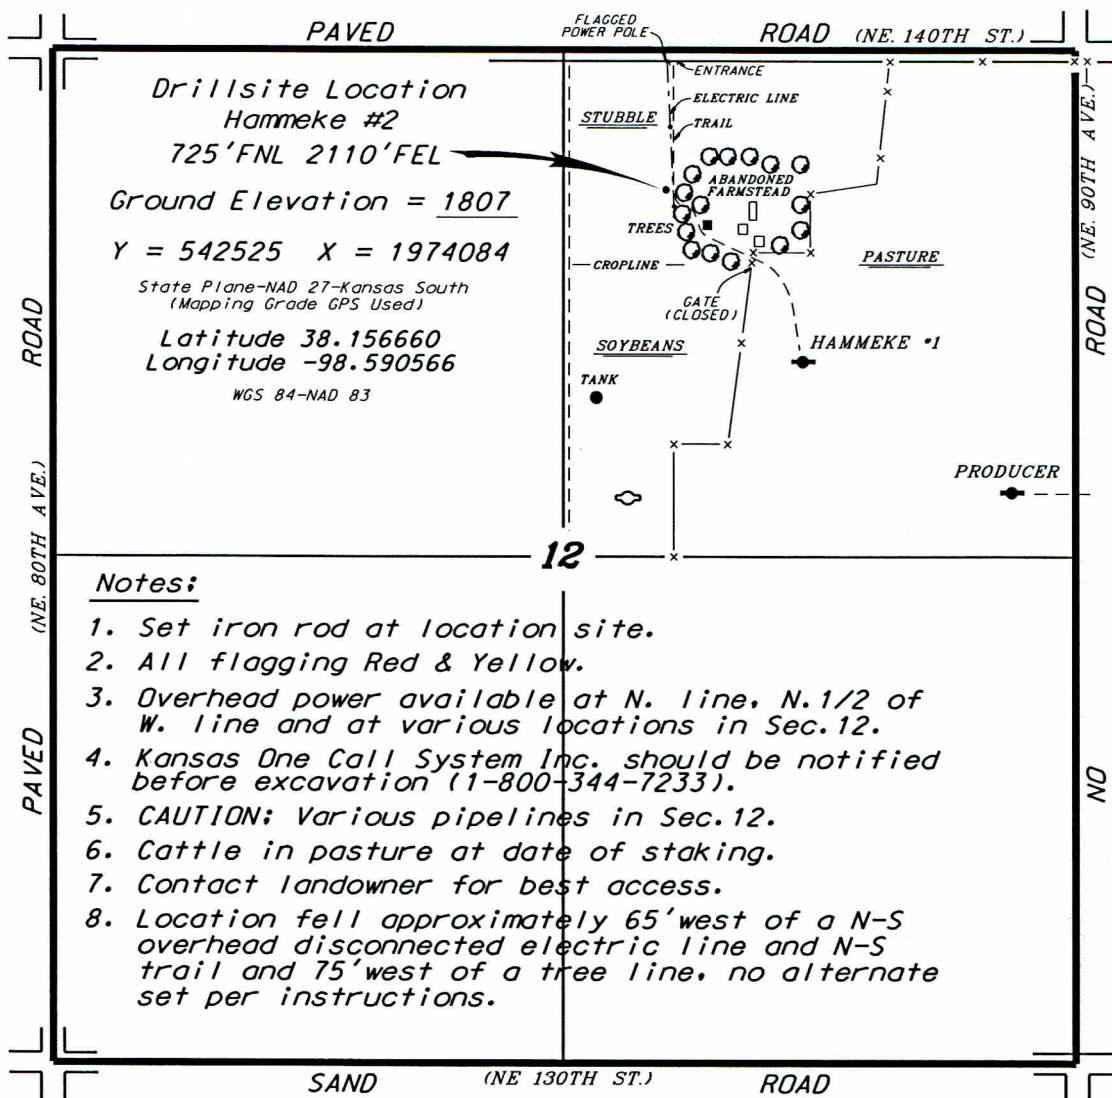 PAVED
FLAGGED
POWER POLE
ROAD (NE. 140TH ST.)
Drillsite Location
Hammeke #2
725'FNL 2110'FEL
Ground Elevation = 1807
Y = 542525 X = 1974084
State Plane-NAD 27-Kansas South
(Mapping Grade GPS Used)
Latitude 38.156660
Longitude -98.590566
WGS 84-NAD 83
ENTRANCE
ELECTRIC LINE
STUBBLE
TRAIL
ABANDONED
FARMSTEAD
TREES
CROPLINE
PASTURE
GATE
(CLOSED)
SOYBEANS
HAMMEKE #1
TANK
PRODUCER
12
ROAD
(NE. 80TH AVE.)
PAVED
(NE. 90TH AVE.)
ROAD
NO
Notes:
1. Set iron rod at location site.
2. All flagging Red & Yellow.
3. Overhead power available at N. line, N.1/2 of
W. line and at various locations in Sec.12.
4. Kansas One Call System Inc. should be notified
before excavation (1-800-344-7233).
5. CAUTION: Various pipelines in Sec.12.
6. Cattle in pasture at date of staking.
7. Contact landowner for best access.
8. Location fell approximately 65'west of a N-S
overhead disconnected electric line and N-S
trail and 75'west of a tree line, no alternate
set per instructions.
SAND
(NE 130TH ST.)
ROAD